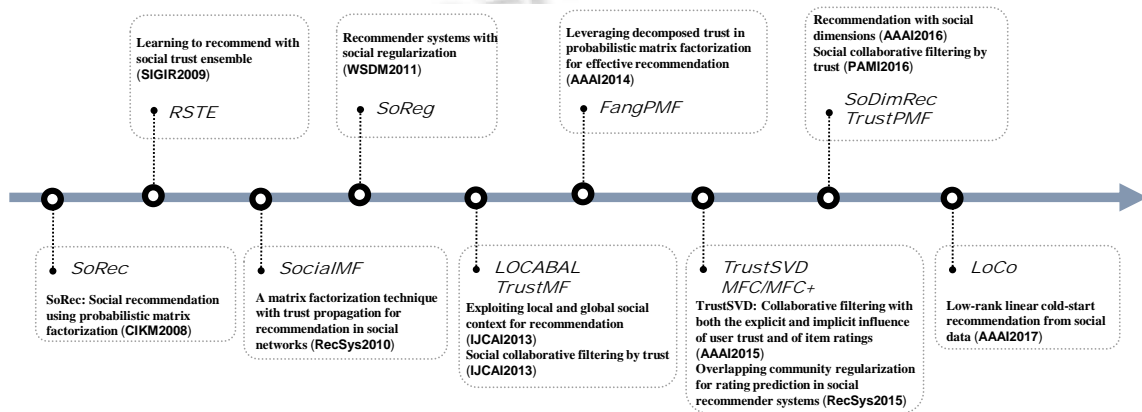 Learning to recommend with
social trust ensemble
(SIGIR2009)
RSTE
Recommender systems with
social regularization
(WSDM2011)
SoReg
Leveraging decomposed trust in
probabilistic matrix factorization
for effective recommendation
(AAAI2014)
FangPMF
Recommendation with social
dimensions (AAAI2016)
Social collaborative filtering by
trust (PAMI2016)
SoDimRec
TrustPMF
SoRec
SoRec: Social recommendation
using probabilistic matrix
factorization (CIKM2008)
SocialMF
A matrix factorization technique
with trust propagation for
recommendation in social
networks (RecSys2010)
LOCABAL
TrustMF
Exploiting local and global social
context for recommendation
(IJCAI2013)
Social collaborative filtering by trust
(IJCAI2013)
TrustSVD
MFC/MFC+
TrustSVD: Collaborative filtering with
both the explicit and implicit influence
of user trust and of item ratings
(AAAI2015)
Overlapping community regularization
for rating prediction in social
recommender systems (RecSys2015)
LoCo
Low-rank linear cold-start
recommendation from social
data (AAAI2017)